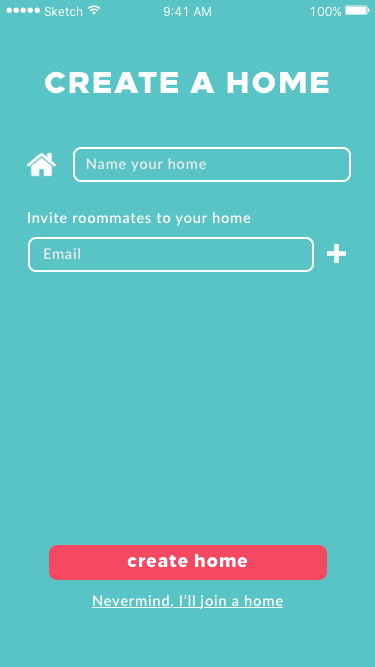 Sketch 9:41 AM 100%
CREATE A HOME
Name your home
Invite roommates to your home
Email
create home
Nevermind, I'll join a home